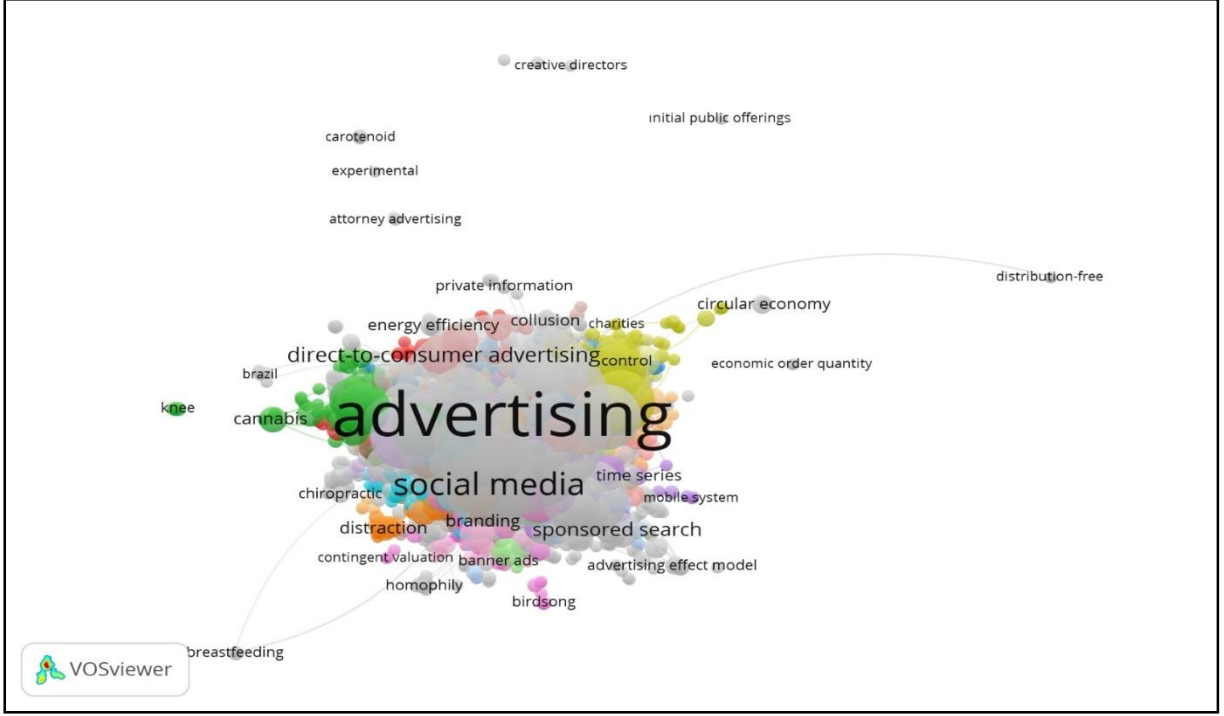 creative directors
initial public offerings
carotenoid
experimental
attorney advertising
distribution-free
private information
circular economy
energy efficiency
collusion
charities
direct-to-consumer advertising
control
economic order quantity
brazil
knee
cannabis
advertising
social media
time series
chiropractic
mobile system
distraction
branding
sponsored search
contingent valuation
banner ads
advertising effect model
homophily
birdsong
breastfeeding
VOSviewer